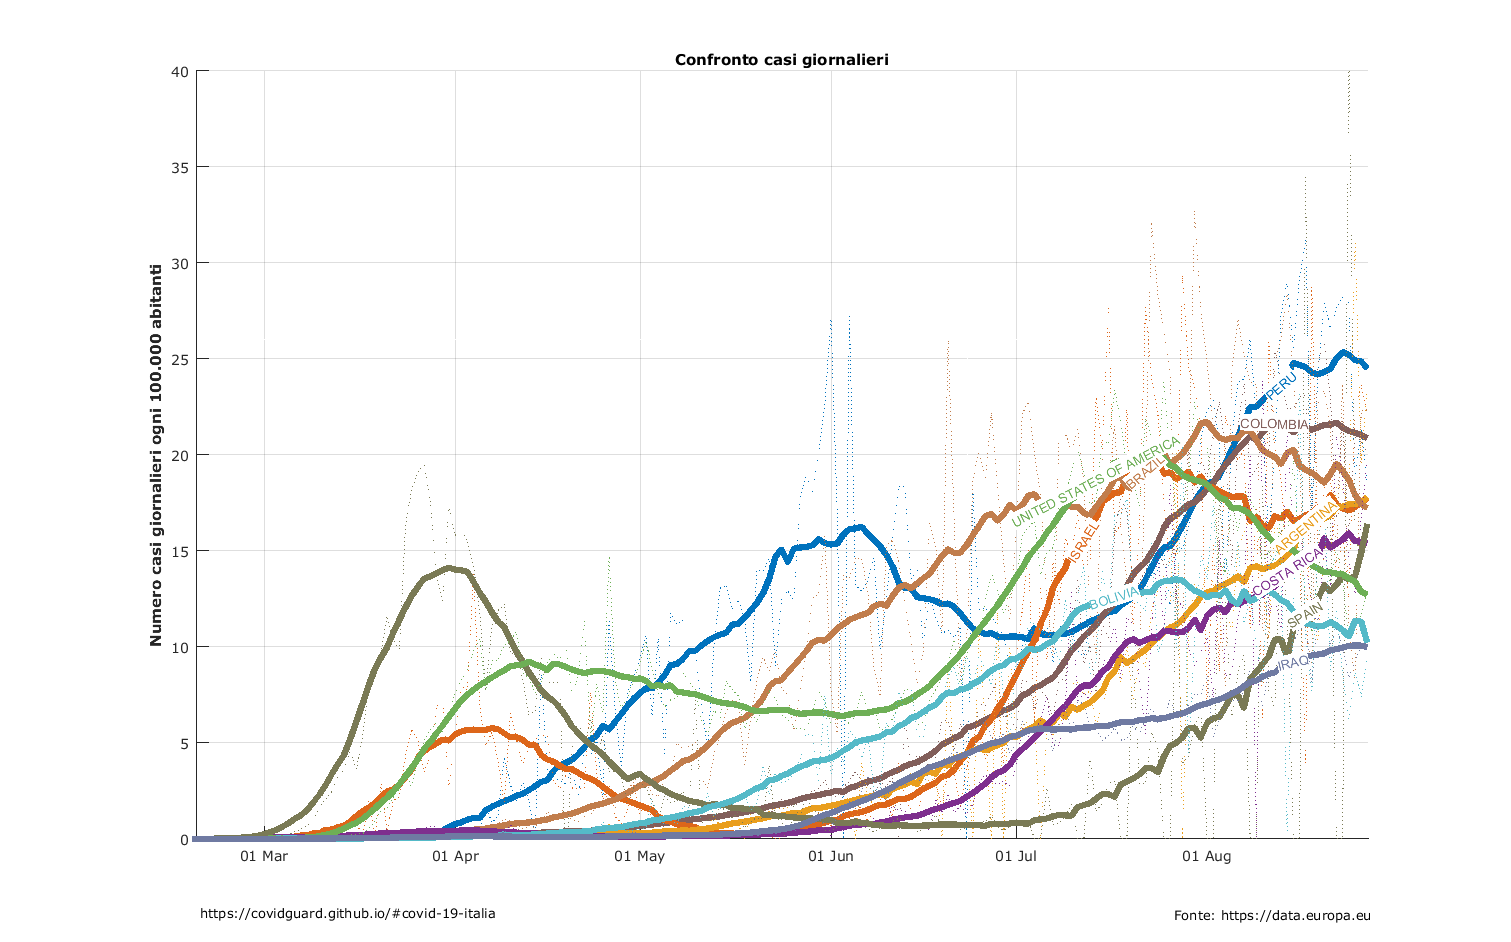 Confronto casi giornalieri
Numero casi giornalieri ogni 100.000 abitanti
40
35
30
25
20
15
10
5
0
PERU
COLOMBIA
UNITED STATES OF AMERICA
BRAZIL
ISRAEL
ARGENTINA
COSTA RICA
BOLIVIA
SPAIN
IRAQ
01 Mar
01 Apr
01 May
01 Jun
01 Jul
01 Aug
https://covidguard.github.io/#covid-19-italia
Fonte: https://data.europa.eu